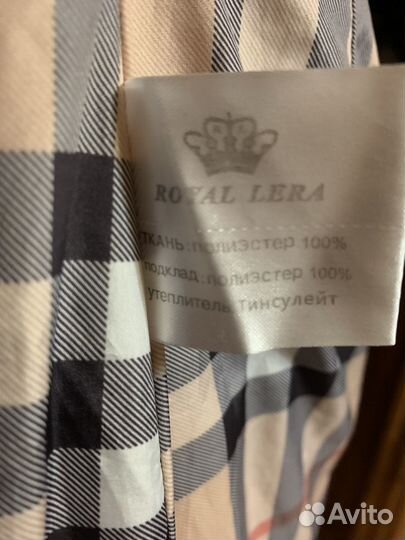 ROYAL LERA
ТКАНЬ:ПОЛИЭСТЕР 100%
ПОДКЛАД:ПОЛИЭСТЕР 100%
УТЕПЛИТЕЛЬ ТИНСУЛЕЙТ
Avito